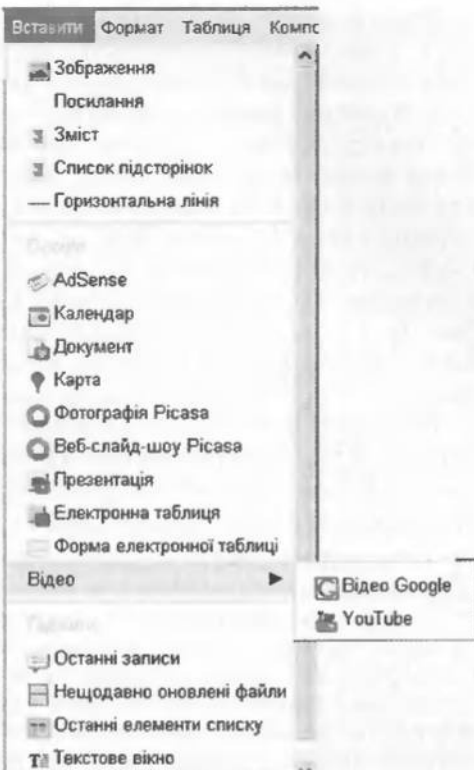 Вставити Формат Таблиця Компс
Зображення
Посилання
Зміст
Список підсторінок
Горизонтальна лінія
AdSense
Календар
Документ
Карта
Фотографія Picasa
Веб-слайд-шоу Picasa
Презентація
Електронна таблиця
Форма електронної таблиці
Відео
Відео Google
YouTube
Гаджети
Останні записи
Нещодавно оновлені файли
Останні елементи списку
Текстове вікно